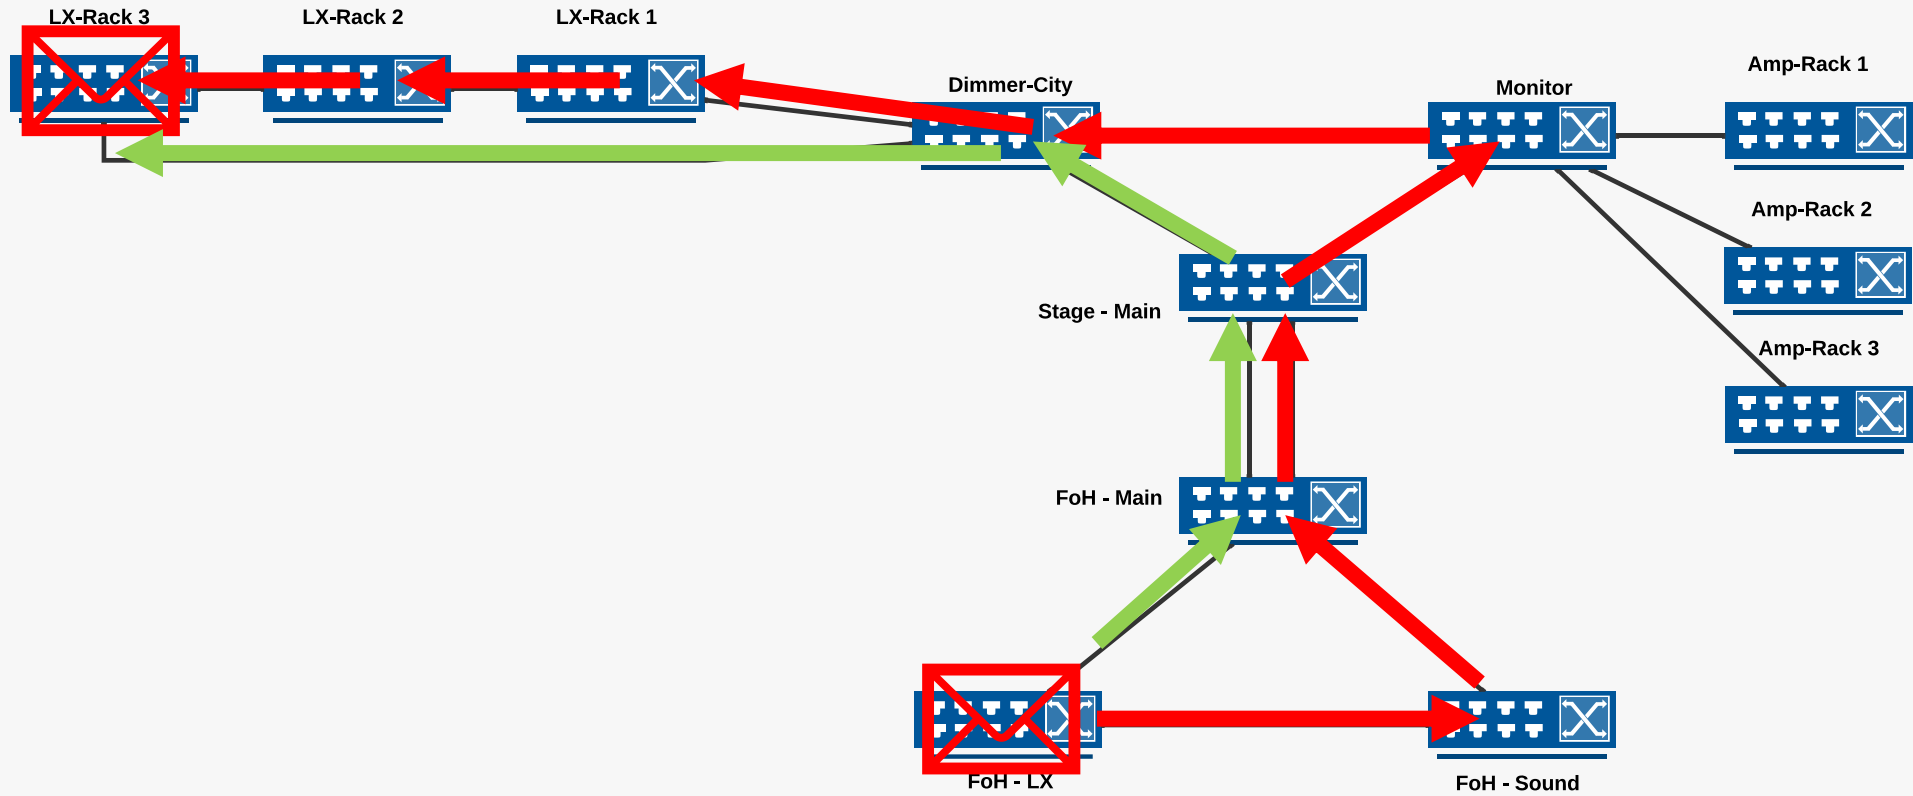 LX-Rack 3
LX-Rack 2
LX-Rack 1
Dimmer-City
Monitor
Amp-Rack 1
Amp-Rack 2
Stage - Main
Amp-Rack 3
FoH - Main
FoH - LX
FoH - Sound